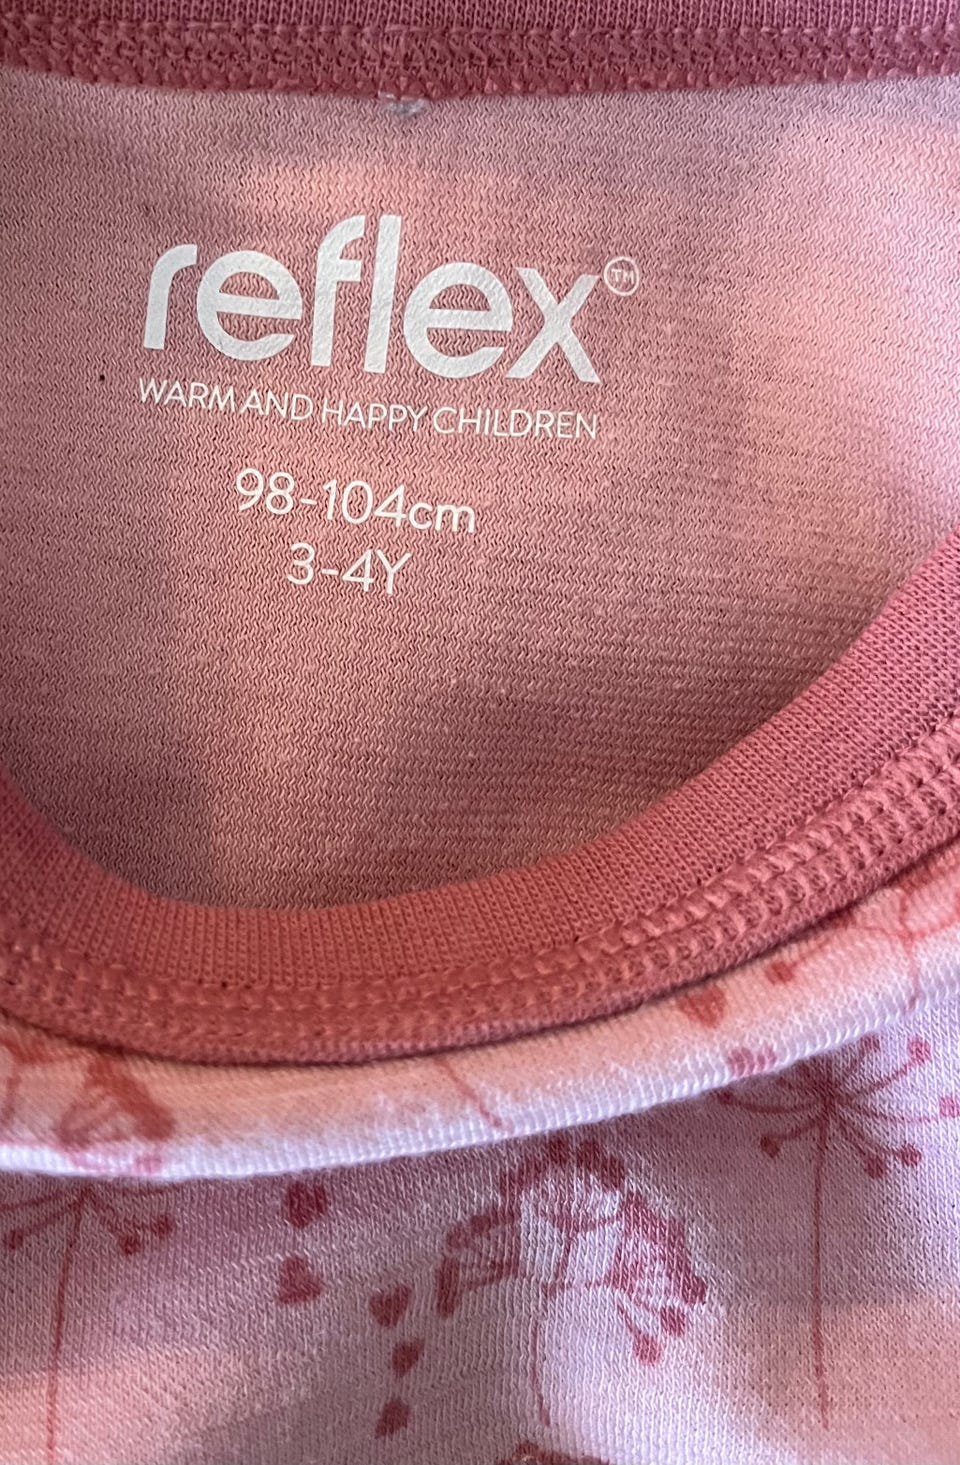 reflex™
WARM AND HAPPY CHILDREN
98-104cm
3-4Y